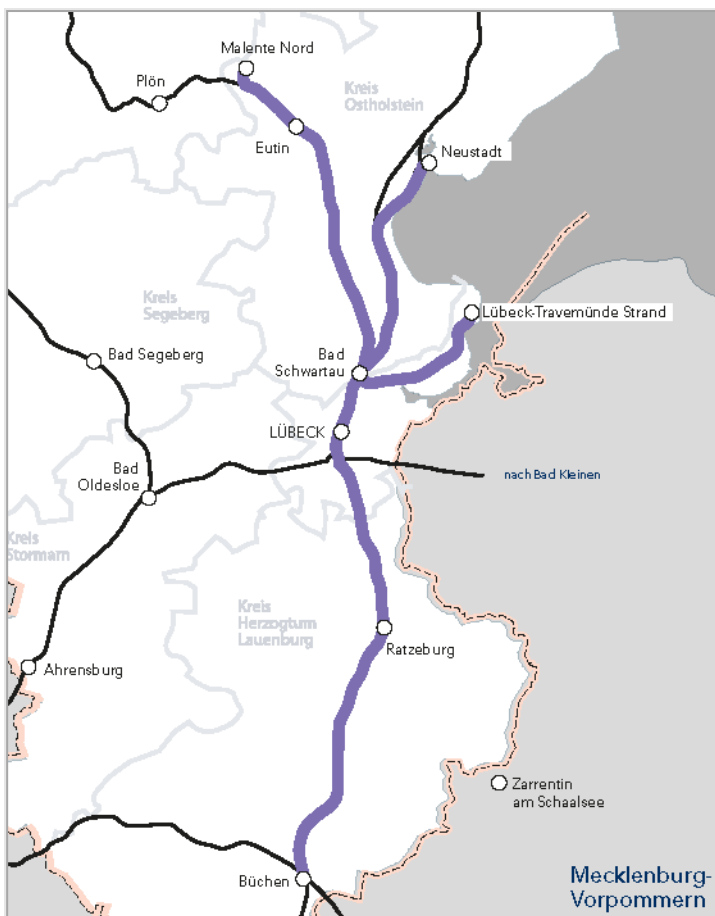 Malente Nord
Plön
Kreis
Ostholstein
Eutin
Neustadt
Kreis
Segeberg
Lübeck-Travemünde Strand
Bad Segeberg
Bad
Schwartau
LÜBECK
Bad
Oldesloe
nach Bad Kleinen
Kreis
Stormarn
Kreis
Herzogtum
Lauenburg
Ratzeburg
Ahrensburg
Zarrentin
am Schaalsee
Büchen
Mecklenburg-
Vorpommern